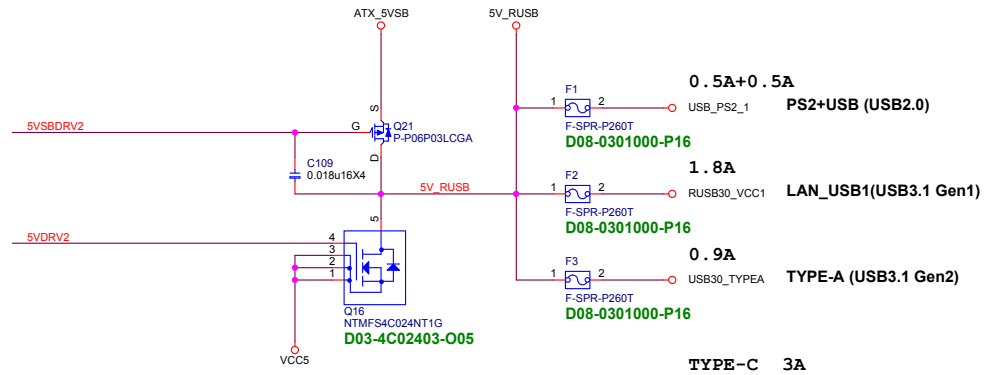 ATX_5VSB
5V_RUSB
0.5A+0.5A
F1
1
2
USB_PS2_1
PS2+USB (USB2.0)
F-SPR-P260T
D08-0301000-P16
5VSBDRV2
S
G
Q21
P-P06P03LCGA
D
C109
0.018u16X4
5V_RUSB
1.8A
F2
1
2
RUSB30_VCC1
LAN_USB1(USB3.1 Gen1)
F-SPR-P260T
D08-0301000-P16
5VDRV2
5
4
3
2
1
Q16
NTMFS4C024NT1G
D03-4C02403-O05
VCC5
0.9A
F3
1
2
USB30_TYPEA
TYPE-A (USB3.1 Gen2)
F-SPR-P260T
D08-0301000-P16
TYPE-C 3A